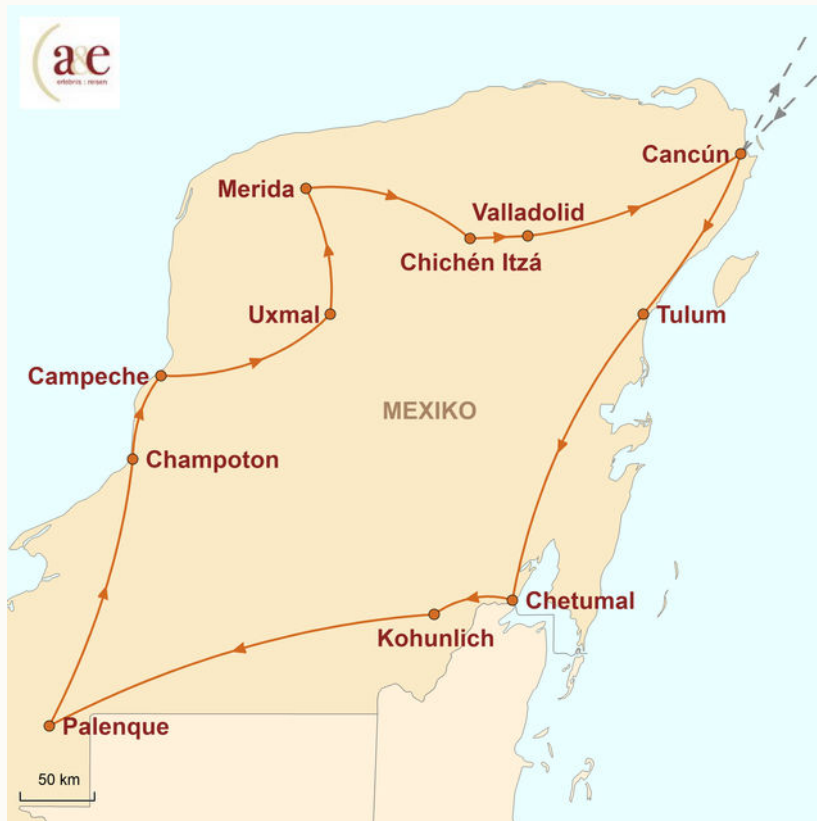 a&e
erlebnis : reisen
Cancún
Merida
Valladolid
Chichén Itzá
Uxmal
Tulum
Campeche
MEXIKO
Champoton
Chetumal
Kohunlich
Palenque
50 km